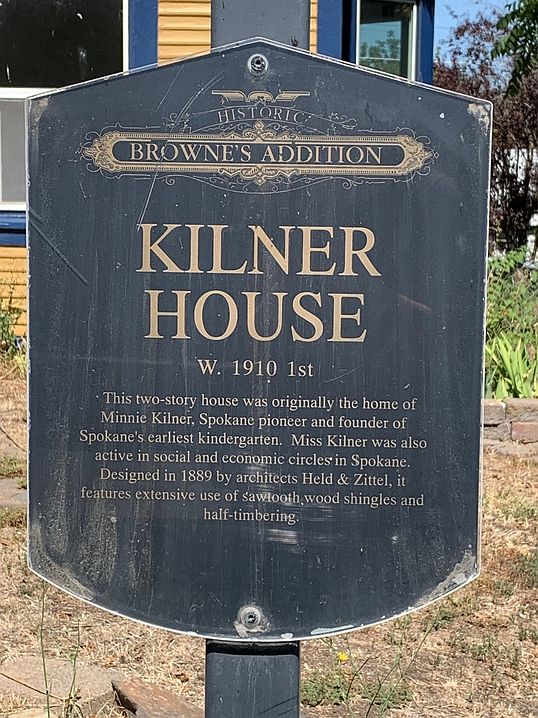 HISTORIC
BROWNE'S ADDITION
KILNER
HOUSE
W. 1910 1st
This two-story house was originally the home of
Minnie Kilner, Spokane pioneer and founder of
Spokane's earliest kindergarten. Miss Kilner was also
active in social and economic circles in Spokane.
Designed in 1889 by architects Held & Zittel, it
features extensive use of sawtooth wood shingles and
half-timbering.